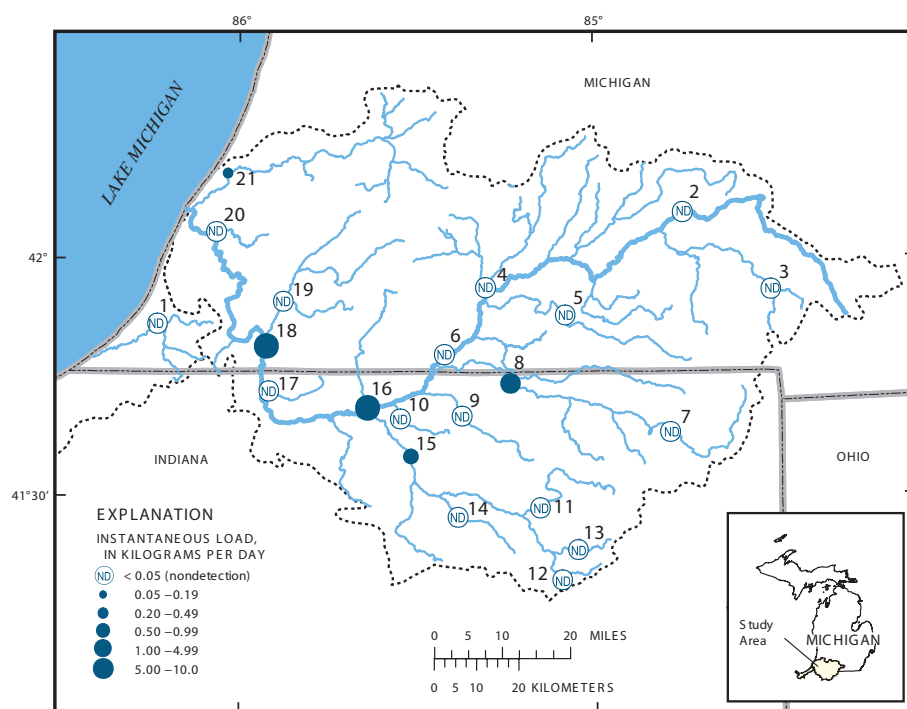 86°
85°
MICHIGAN
LAKE MICHIGAN
21
2
ND
20
ND
42°
4
ND
3
ND
19
ND
5
ND
1
ND
18
6
ND
8
17
ND
16
10
ND
9
ND
7
ND
15
INDIANA
OHIO
41°30'
14
ND
11
ND
13
ND
12
ND
EXPLANATION
INSTANTANEOUS LOAD,
IN KILOGRAMS PER DAY
ND < 0.05 (nondetection)
0.05 –0.19
0.20 –0.49
0.50 –0.99
1.00 –4.99
5.00 –10.0
0 5 10 20 MILES
0 5 10 20 KILOMETERS
Study
Area
MICHIGAN